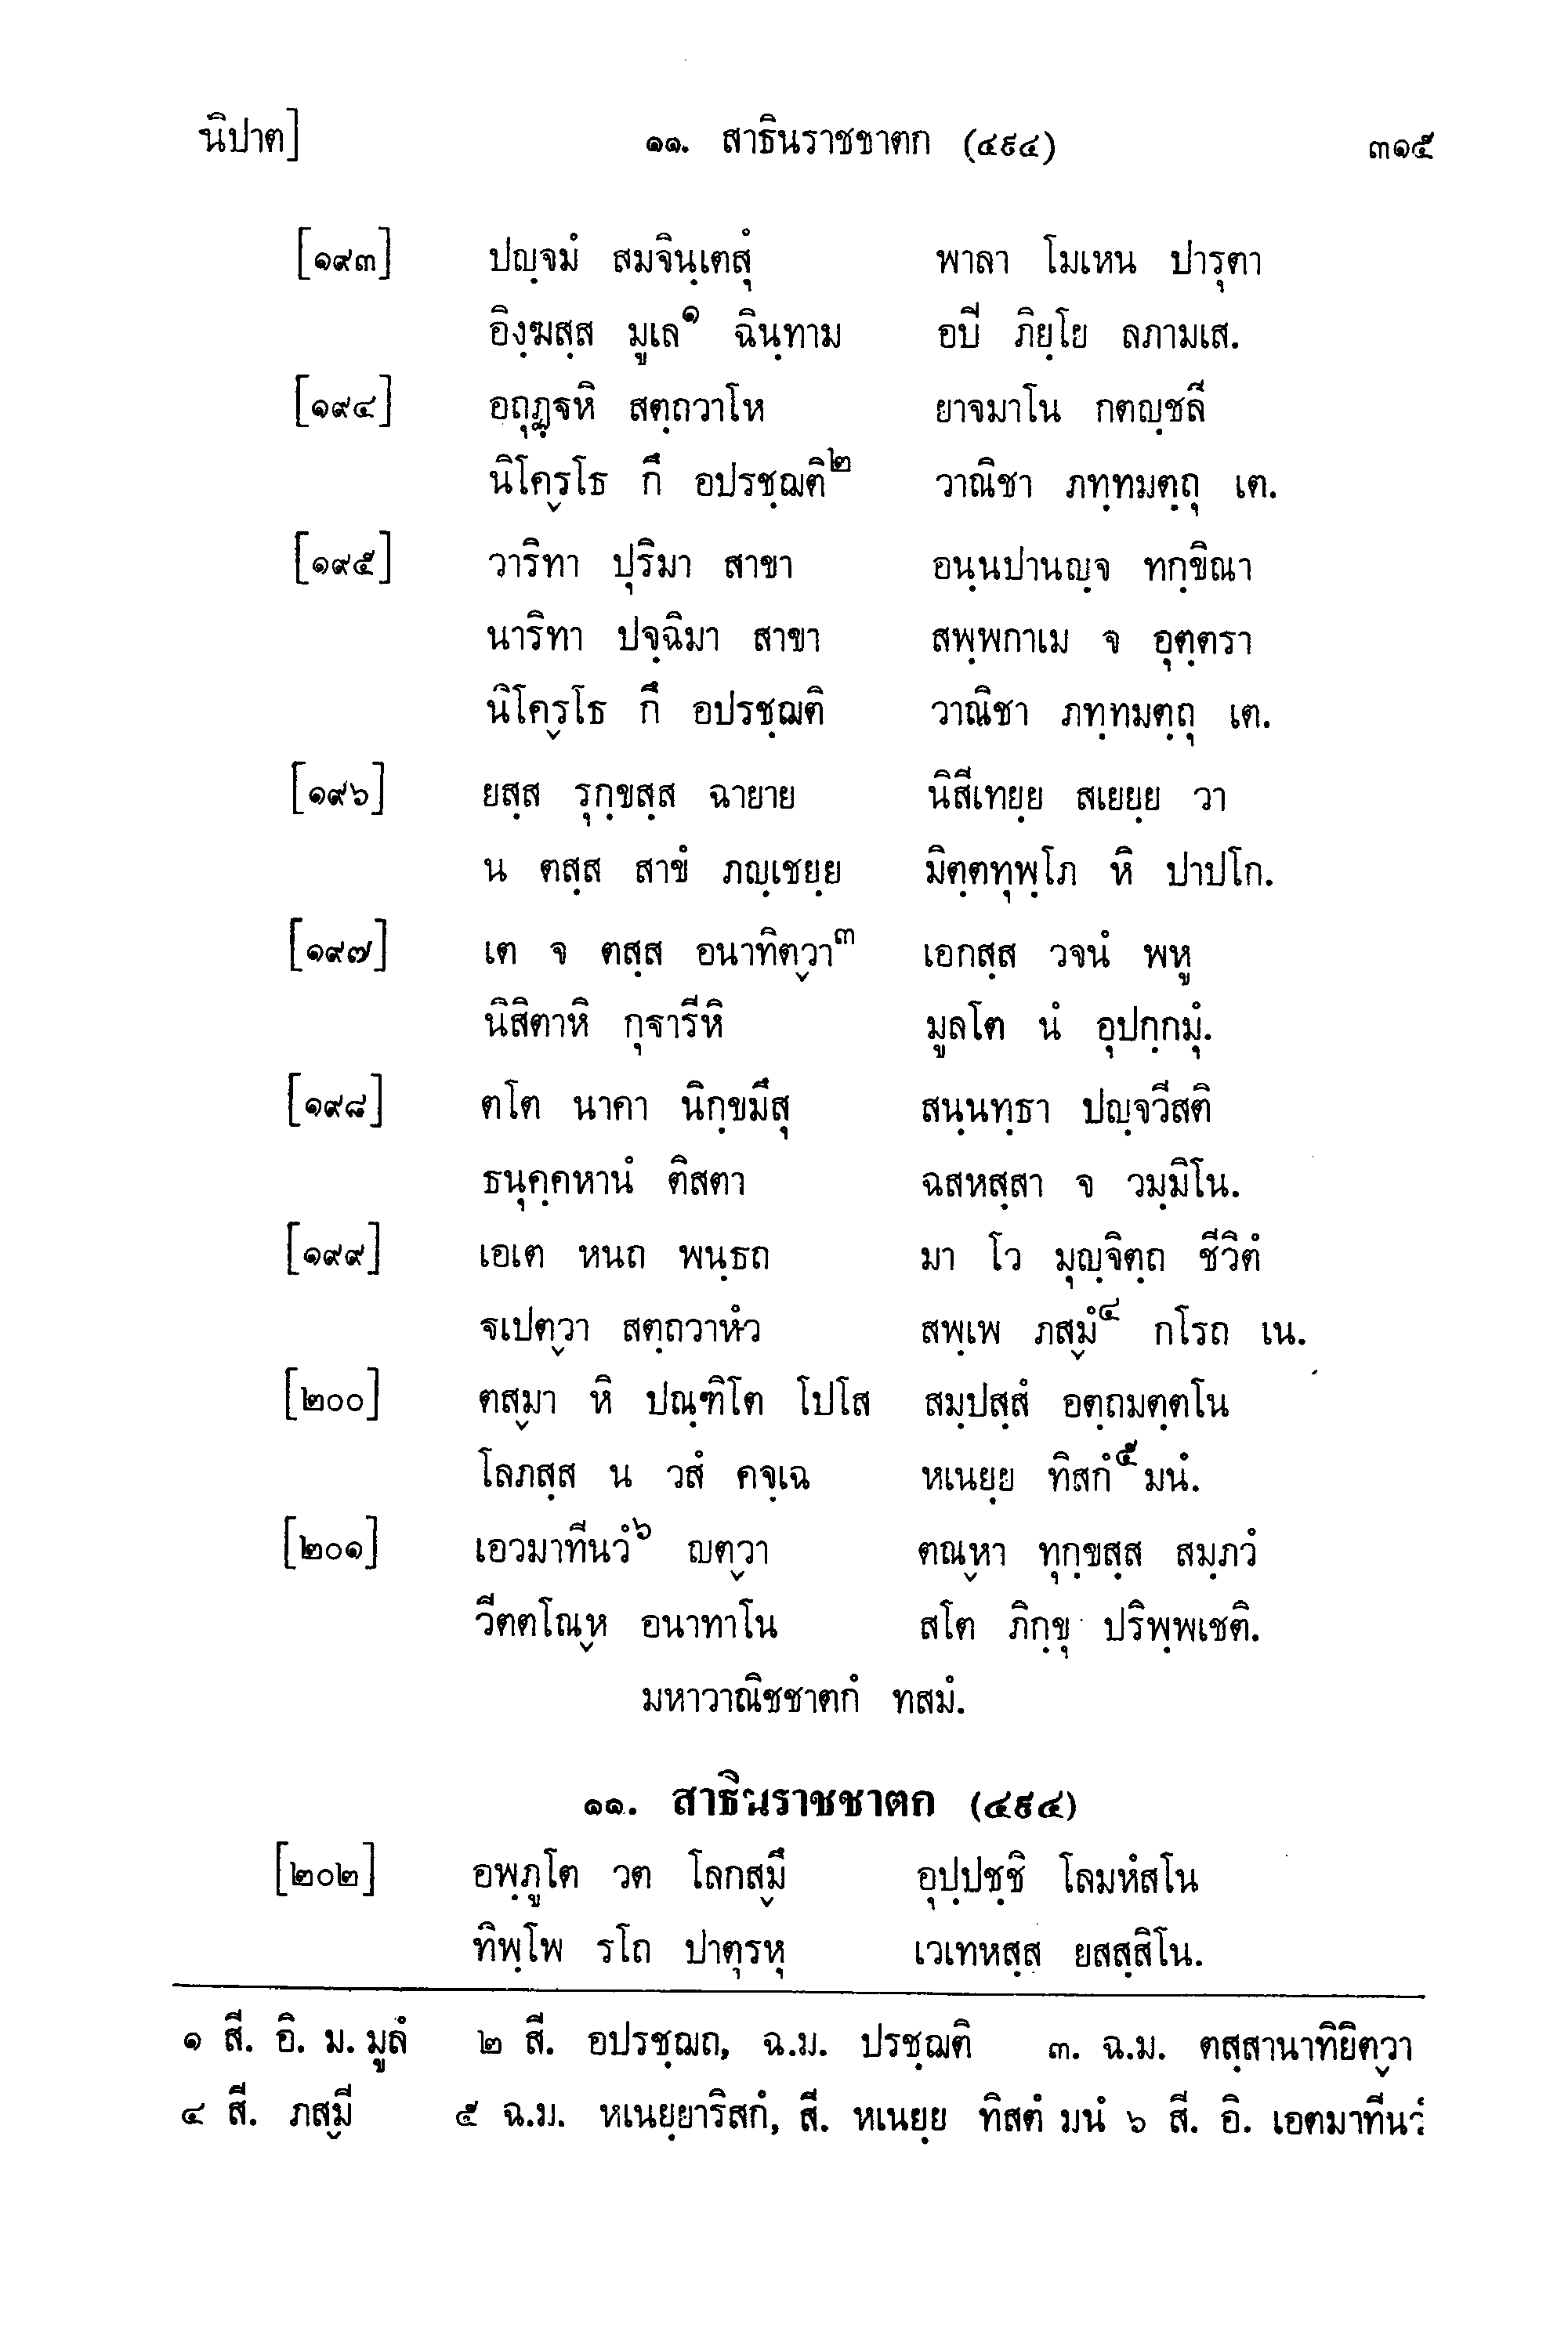 นิปาต] ๑๑. สาธินราชชาตก (๔๙๔) ๓๑๕
[๑๙๓] ปญฺจมํ สมจินฺเตสุํ พาลา โมเหน ปารุตา
อิงฺฆสฺส มูเล๑ ฉินฺทาม อปิ ภิยฺโย ลภามเส.
[๑๙๔] อถุฏฺฐหิ สตฺถวาโห ยาจมาโน กตญฺชลี
นิโคฺรโธ กึ อปรชฺฌติ๒ วาณิชา ภทฺทมตฺถุ เต.
[๑๙๕] วาริทา ปุริมา สาขา อนฺนปานญฺจ ทกฺขิณา
นาริทา ปจฺฉิมา สาขา สพฺพกาเม จ อุตฺตรา
นิโคฺรโธ กึ อปรชฺฌติ วาณิชา ภทฺทมตฺถุ เต.
[๑๙๖] ยสฺส รุกฺขสฺส ฉายาย นิสีเทยฺย สเยยฺย วา
น ตสฺส สาขํ ภญฺเชยฺย มิตฺตทุพฺโภ หิ ปาปโก.
[๑๙๗] เต จ ตสฺส อนาทิตฺวา๓ เอกสฺส วจนํ พหู
นิสิตาหิ กุฐารีหิ มูลโต นํ อุปกฺกมุํ.
[๑๙๘] ตโต นาคา นิกฺขมึสุ สนฺนทฺธา ปญฺจวีสติ
ธนุคฺคหานํ ติสตา ฉสหสฺสา จ วมฺมิโน.
[๑๙๙] เอเต หนถ พนฺธถ มา โว มุญฺจิตฺถ ชีวิตํ
ฐเปตฺวา สตฺถวาหํว สพฺเพ ภสฺมํ๔ กโรถ เน.
[๒๐๐] ตสฺมา หิ ปณฺฑิโต โปโส สมฺปสฺสํ อตฺถมตฺตโน
โลภสฺส น วสํ คจฺเฉ หเนยฺย ทิสกํ๕ มนํ.
[๒๐๑] เอวมาทีนวํ๖ ญตฺวา ตณฺหา ทุกฺขสฺส สมฺภวํ
วีตตโณฺห อนาทาโน สโต ภิกฺขุ ปริพฺพเชติ.
มหาวาณิชชาตกํ ทสมํ.
๑๑. สาธินราชชาตก (๔๙๔)
[๒๐๒] อพฺภูโต วต โลกสฺมึ อุปฺปชฺชิ โลมหํสโน
ทิพฺโพ รโถ ปาตุรหุ เวเทหสฺส ยสสฺสิโน.
๑ สี. อิ. ม. มูลํ ๒ สี. อปรชฺฌถ, ฉ.ม. ปรชฺฌติ ๓. ฉ.ม. ตสฺสานาทิยิตฺวา
๔ สี. ภสฺมี ๕ ฉ.ม. หเนยฺยาริสกํ, สี. หเนยฺย ทิสตํ มนํ ๖ สี. อิ. เอตมาทีนวํ